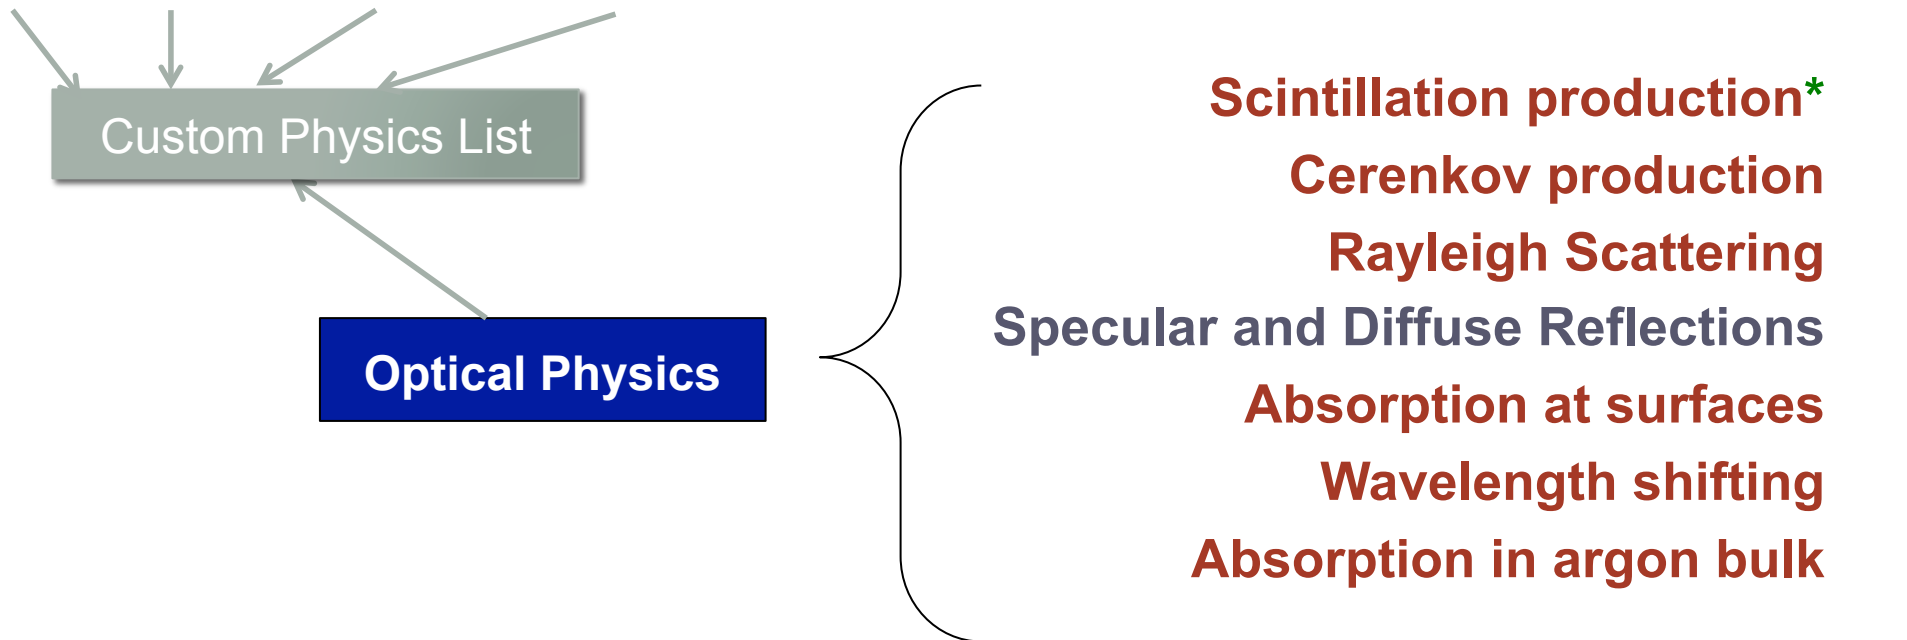 Custom Physics List
Optical Physics
Scintillation production*
Cerenkov production
Rayleigh Scattering
Specular and Diffuse Reflections
Absorption at surfaces
Wavelength shifting
Absorption in argon bulk